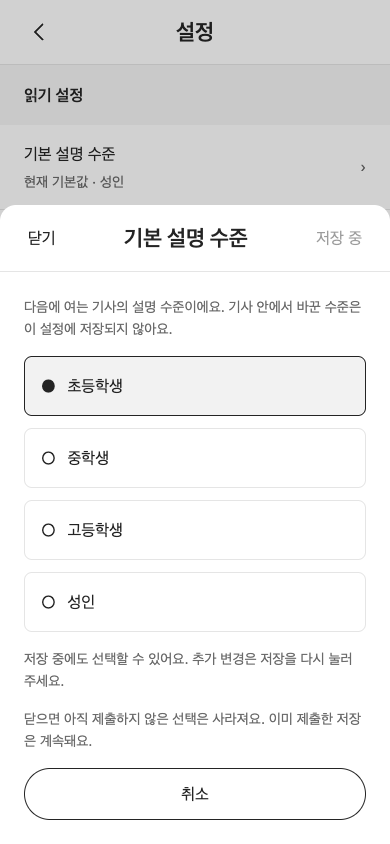 설정
읽기 설정
기본 설명 수준
현재 기본값 · 성인
›
닫기
기본 설명 수준
저장 중
다음에 여는 기사의 설명 수준이에요. 기사 안에서 바꾼 수준은
이 설정에 저장되지 않아요.
초등학생
중학생
고등학생
성인
저장 중에도 선택할 수 있어요. 추가 변경은 저장을 다시 눌러
주세요.
닫으면 아직 제출하지 않은 선택은 사라져요. 이미 제출한 저장
은 계속돼요.
취소